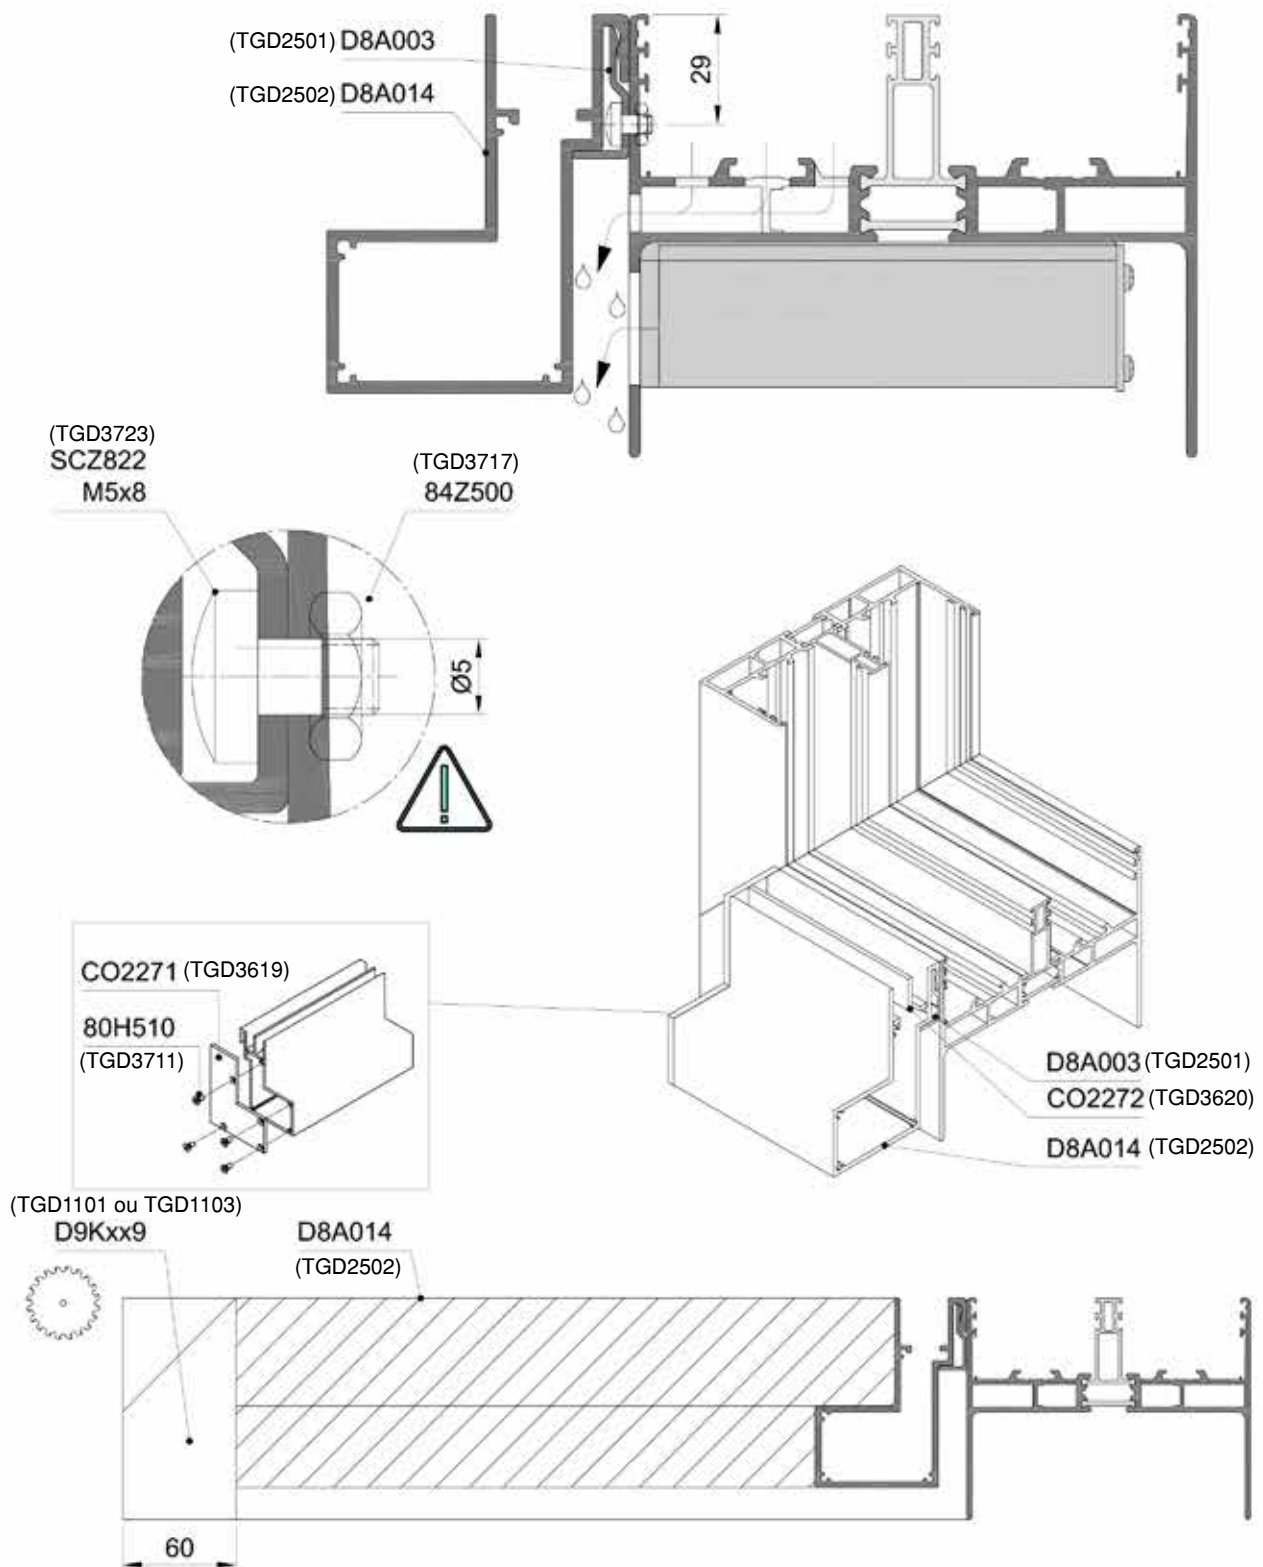 (TGD2501) D8A003
29
(TGD2502) D8A014
(TGD3723)
SCZ822
M5x8
(TGD3717)
84Z500
Ø5
CO2271 (TGD3619)
80H510
(TGD3711)
D8A003 (TGD2501)
CO2272 (TGD3620)
D8A014 (TGD2502)
(TGD1101 ou TGD1103)
D9Kxx9
D8A014
(TGD2502)
60